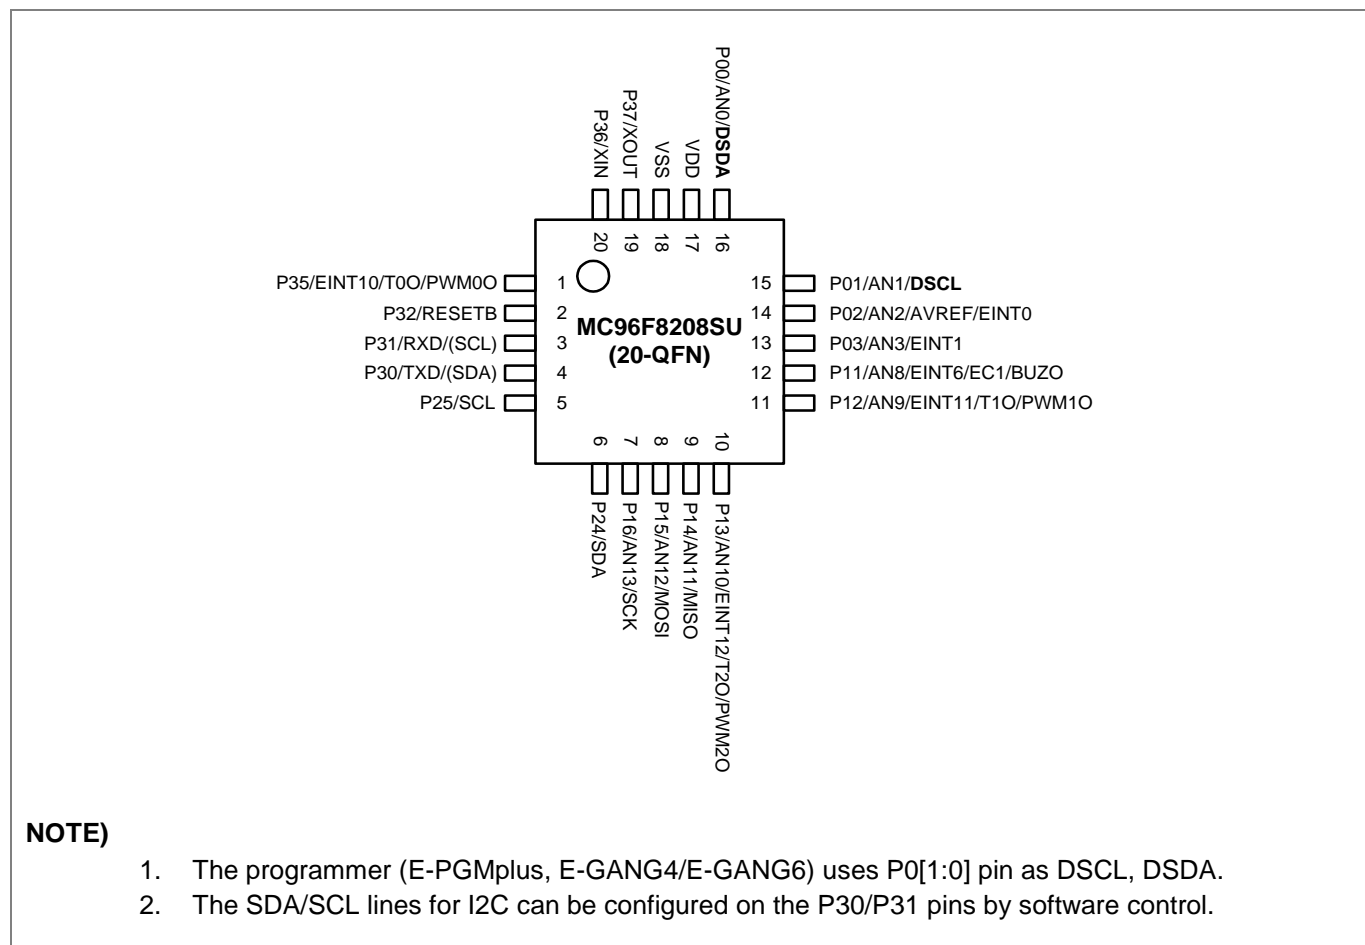 P36/XIN
P37/XOUT
VSS
VDD
P00/AN0/DSDA
20
19
18
17
16
P35/EINT10/T0O/PWM0O
1
P32/RESETB
2
P31/RXD/(SCL)
3
P30/TXD/(SDA)
4
P25/SCL
5
MC96F8208SU
(20-QFN)
15
P01/AN1/DSCL
14
P02/AN2/AVREF/EINT0
13
P03/AN3/EINT1
12
P11/AN8/EINT6/EC1/BUZO
11
P12/AN9/EINT11/T1O/PWM1O
6
7
8
9
10
P24/SDA
P16/AN13/SCK
P15/AN12/MOSI
P14/AN11/MISO
P13/AN10/EINT12/T2O/PWM2O
NOTE)
1. The programmer (E-PGMplus, E-GANG4/E-GANG6) uses P0[1:0] pin as DSCL, DSDA.
2. The SDA/SCL lines for I2C can be configured on the P30/P31 pins by software control.